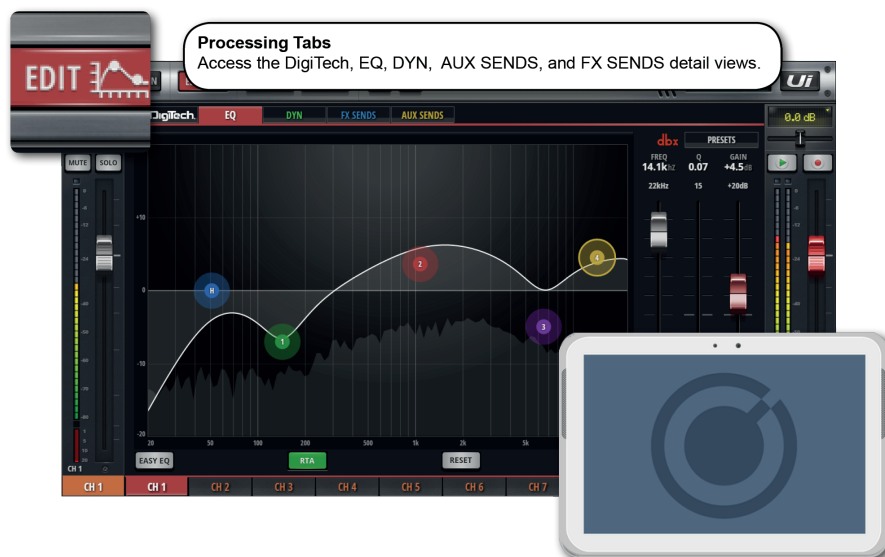 Processing Tabs
Access the DigiTech, EQ, DYN, AUX SENDS, and FX SENDS detail views.
EDIT
Ui
DigiTech
EQ
DYN
FX SENDS
AUX SENDS
0.0 dB
MUTE
SOLO
dbx
PRESETS
FREQ
Q
GAIN
14.1kHZ
0.07
+4.5dB
22kHz
15
+20dB
+10
0
-10
-20
H
1
2
3
4
20
50
100
200
500
1k
2k
5k
EASY EQ
RTA
RESET
CH 1
CH 1
CH 1
CH 2
CH 3
CH 4
CH 5
CH 6
CH 7